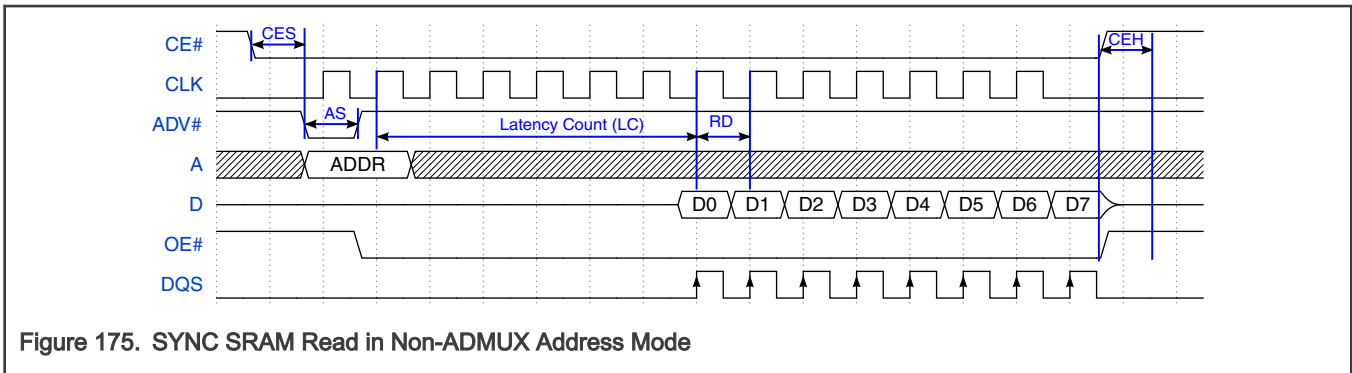 CE# CES CEH
CLK
ADV# AS Latency Count (LC) RD
A ADDR
D D0 D1 D2 D3 D4 D5 D6 D7
OE#
DQS
Figure 175. SYNC SRAM Read in Non-ADMUX Address Mode